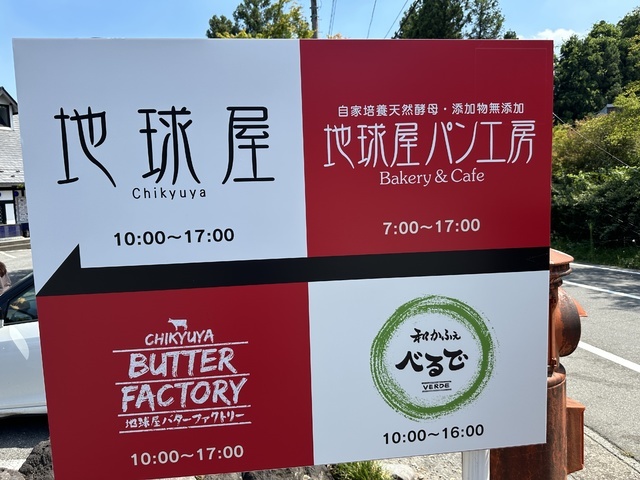 地球屋
Chikyuya
10:00〜17:00
自家培養天然酵母・添加物無添加
地球屋パン工房
Bakery & Cafe
7:00〜17:00
CHIKYUYA
BUTTER
FACTORY
地球屋バターファクトリー
10:00〜17:00
和かふぇ
べるで
VERDE
10:00〜16:00